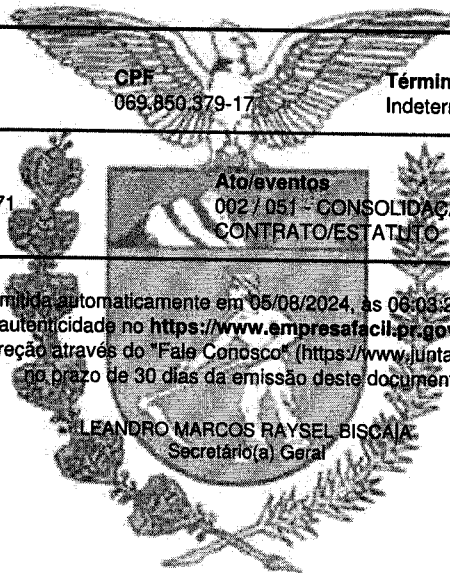 CPF
069.850.379-17
Términ
Indeter
71
Ato/eventos
002 / 051 - CONSOLIDAÇÃ
CONTRATO/ESTATUTO
mitida automaticamente em 05/08/2024, às 06:03:2
autenticidade no https://www.empresafacil.pr.gov
reção através do "Fale Conosco" (https://www.junta
no prazo de 30 dias da emissão deste document
LEANDRO MARCOS RAYSEL BISCAIA
Secretário(a) Geral